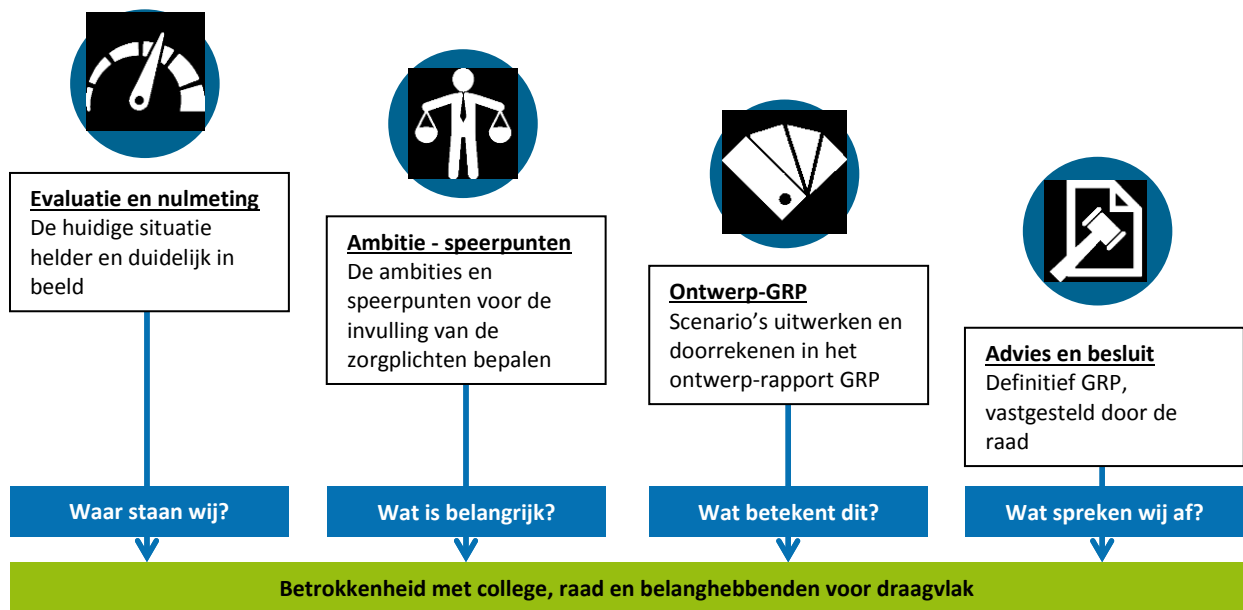 Evaluatie en nulmeting
De huidige situatie
helder en duidelijk in
beeld
Ambitie - speerpunten
De ambities en
speerpunten voor de
invulling van de
zorgplichten bepalen
Ontwerp-GRP
Scenario’s uitwerken en
doorrekenen in het
ontwerp-rapport GRP
Advies en besluit
Definitief GRP,
vastgesteld door de
raad
Waar staan wij?
Wat is belangrijk?
Wat betekent dit?
Wat spreken wij af?
Betrokkenheid met college, raad en belanghebbenden voor draagvlak